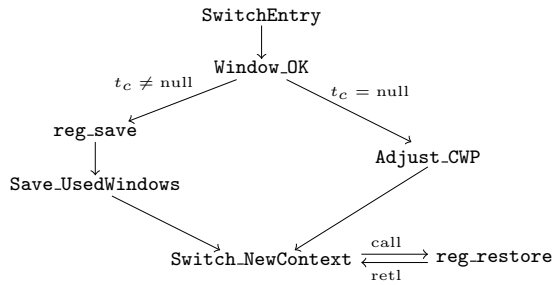 SwitchEntry
Window_OK
t_c ≠ null
t_c = null
reg_save
Adjust_CWP
Save_UsedWindows
Switch_NewContext
call
retl
reg_restore